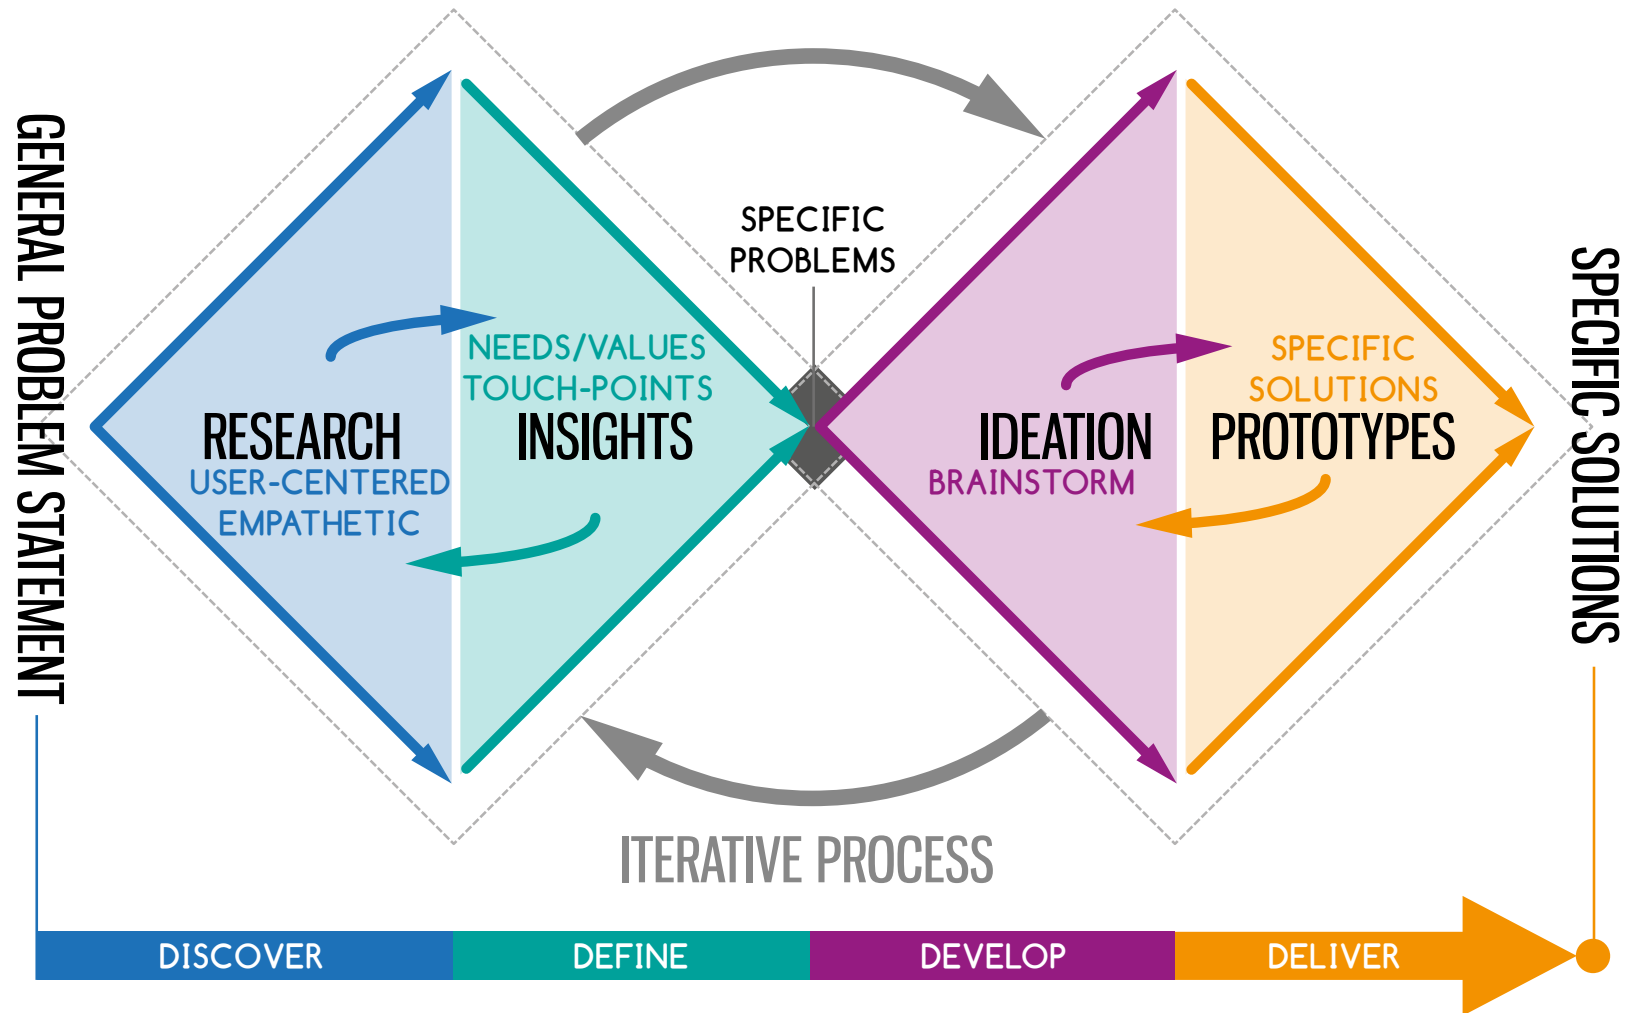 GENERAL PROBLEM STATEMENT
SPECIFIC
PROBLEMS
NEEDS/VALUES
TOUCH-POINTS
RESEARCH
INSIGHTS
USER-CENTERED
EMPATHETIC
SPECIFIC
SOLUTIONS
IDEATION
PROTOTYPES
BRAINSTORM
SPECIFIC SOLUTIONS
ITERATIVE PROCESS
DISCOVER
DEFINE
DEVELOP
DELIVER